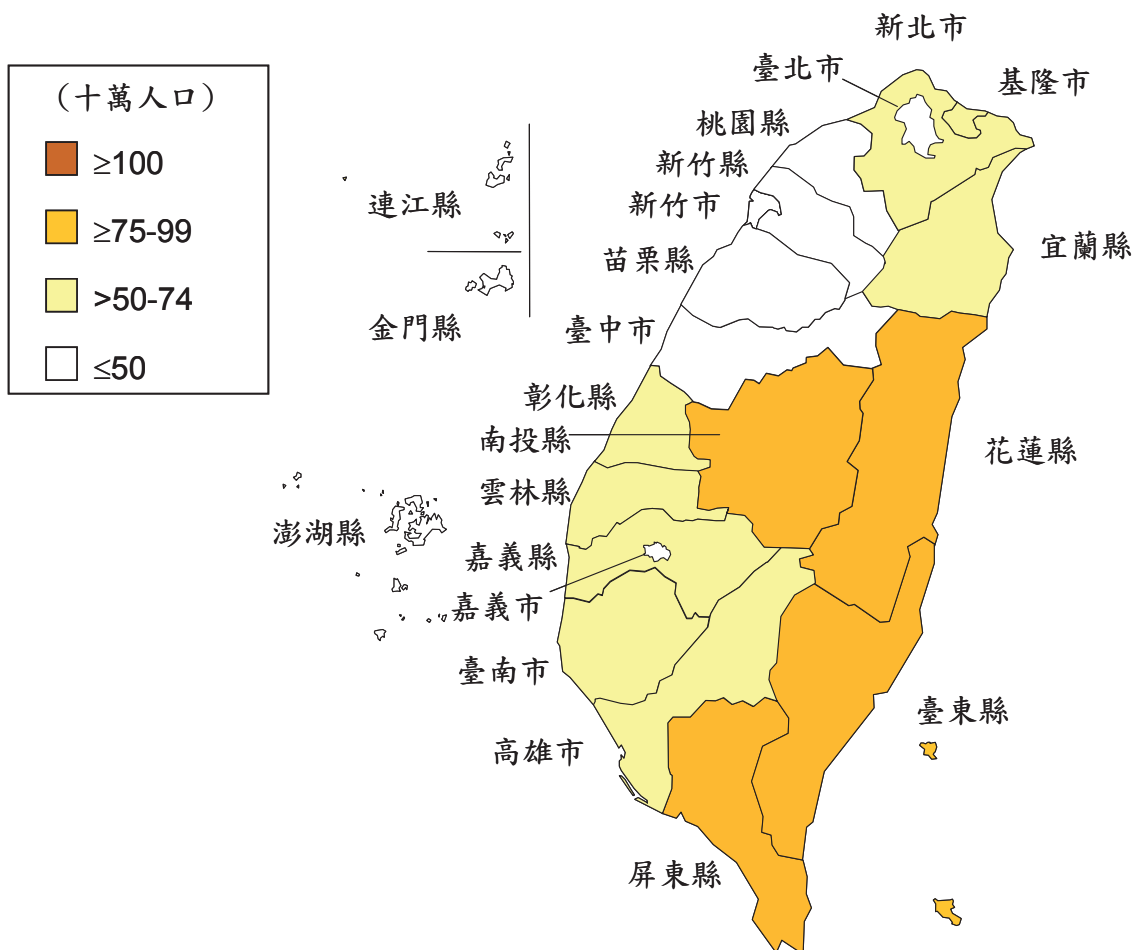 （十萬人口）
≥100
≥75-99
>50-74
≤50
新北市
臺北市
基隆市
桃園縣
新竹縣
連江縣
新竹市
宜蘭縣
苗栗縣
金門縣
臺中市
彰化縣
南投縣
花蓮縣
雲林縣
澎湖縣
嘉義縣
嘉義市
臺南市
臺東縣
高雄市
屏東縣